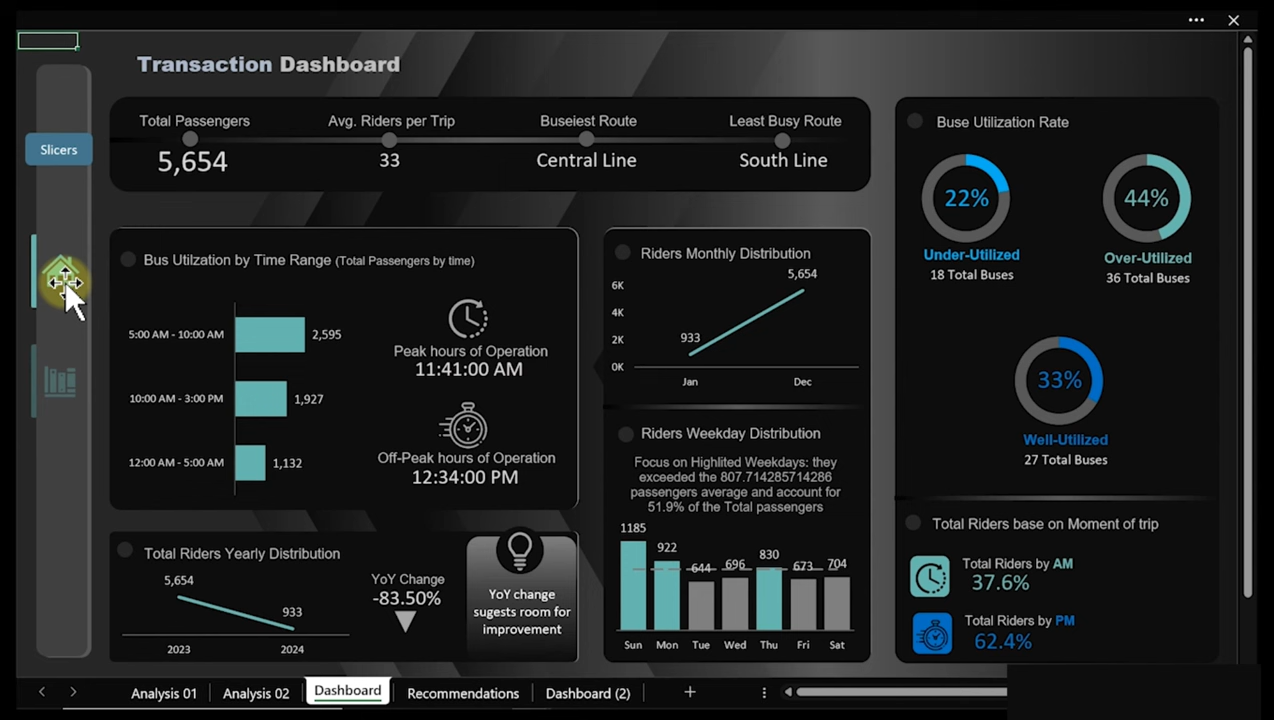 Transaction Dashboard
Slicers
Total Passengers
5,654
Avg. Riders per Trip
33
Buseiest Route
Central Line
Least Busy Route
South Line
Buse Utilization Rate
22%
Under-Utilized
18 Total Buses
44%
Over-Utilized
36 Total Buses
33%
Well-Utilized
27 Total Buses
Bus Utilzation by Time Range (Total Passengers by time)
5:00 AM - 10:00 AM
2,595
10:00 AM - 3:00 PM
1,927
12:00 AM - 5:00 AM
1,132
Peak hours of Operation
11:41:00 AM
Off-Peak hours of Operation
12:34:00 PM
Riders Monthly Distribution
6K
4K
2K
0K
933
5,654
Jan
Dec
Riders Weekday Distribution
Focus on Highlited Weekdays: they
exceeded the 807.714285714286
passengers average and account for
51.9% of the Total passengers
1185
922
644
696
830
673
704
Sun
Mon
Tue
Wed
Thu
Fri
Sat
Total Riders Yearly Distribution
5,654
933
2023
2024
YoY Change
-83.50%
YoY change
sugests room for
improvement
Total Riders base on Moment of trip
Total Riders by AM
37.6%
Total Riders by PM
62.4%
Analysis 01
Analysis 02
Dashboard
Recommendations
Dashboard (2)